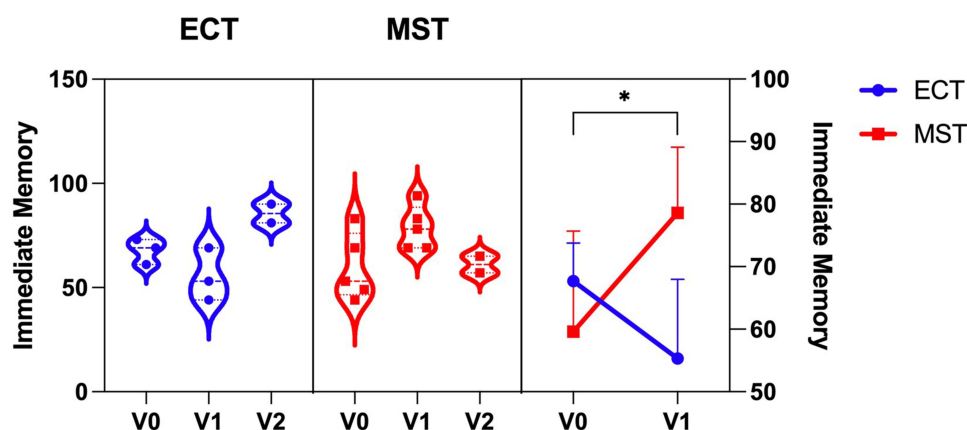 ECT MST
150 100 50 0
Immediate Memory
V0 V1 V2 V0 V1 V2 V0 V1
*
100 90 80 70 60 50
Immediate Memory
ECT
MST